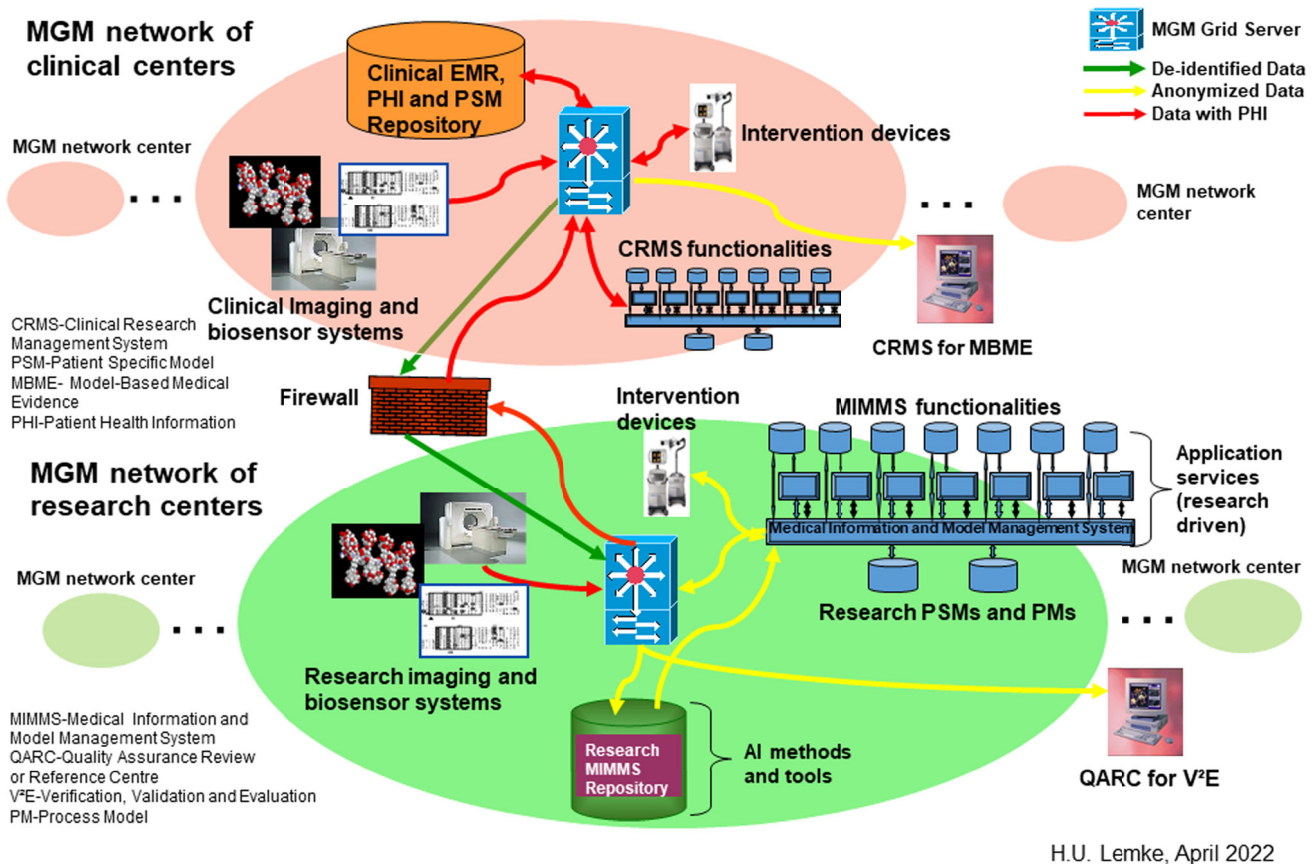 MGM network of
clinical centers
MGM Grid Server
De-identified Data
Anonymized Data
Data with PHI
Clinical EMR,
PHI and PSM
Repository
Intervention devices
MGM network center
MGM network
center
CRMS functionalities
Clinical Imaging and
biosensor systems
CRMS for MBME
CRMS-Clinical Research
Management System
PSM-Patient Specific Model
MBME- Model-Based Medical
Evidence
PHI-Patient Health Information
Firewall
Intervention
devices
MIMMS functionalities
Application
services
(research
driven)
MGM network of
research centers
Medical Information and Model Management System
MGM network center
MGM network center
Research PSMs and PMs
Research imaging and
biosensor systems
MIMMS-Medical Information and
Model Management System
QARC-Quality Assurance Review
or Reference Centre
V²E-Verification, Validation and Evaluation
PM-Process Model
Research
MIMMS
Repository
AI methods
and tools
QARC for V²E
H.U. Lemke, April 2022